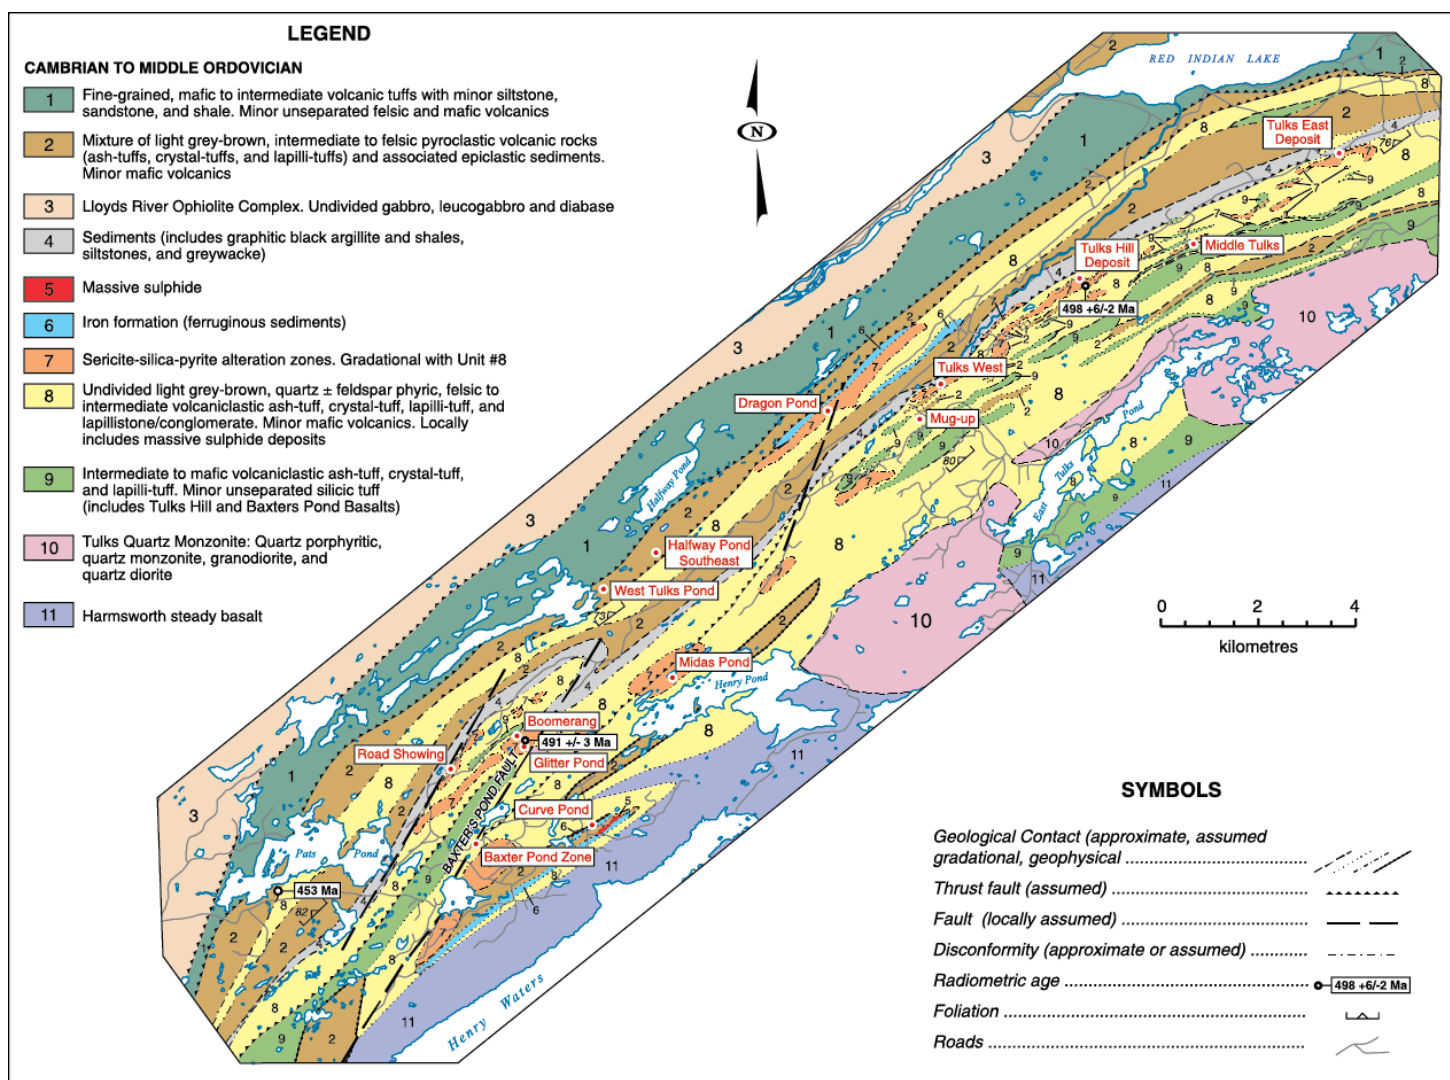 LEGEND
CAMBRIAN TO MIDDLE ORDOVICIAN
1
Fine-grained, mafic to intermediate volcanic tuffs with minor siltstone,
sandstone, and shale. Minor unseparated felsic and mafic volcanics
2
Mixture of light grey-brown, intermediate to felsic pyroclastic volcanic rocks
(ash-tuffs, crystal-tuffs, and lapilli-tuffs) and associated epiclastic sediments.
Minor mafic volcanics
3
Lloyds River Ophiolite Complex. Undivided gabbro, leucogabbro and diabase
4
Sediments (includes graphitic black argillite and shales,
siltstones, and greywacke)
5
Massive sulphide
6
Iron formation (ferruginous sediments)
7
Sericite-silica-pyrite alteration zones. Gradational with Unit #8
8
Undivided light grey-brown, quartz ± feldspar phyric, felsic to
intermediate volcaniclastic ash-tuff, crystal-tuff, lapilli-tuff, and
lapillistone/conglomerate. Minor mafic volcanics. Locally
includes massive sulphide deposits
9
Intermediate to mafic volcaniclastic ash-tuff, crystal-tuff,
and lapilli-tuff. Minor unseparated silicic tuff
(includes Tulks Hill and Baxters Pond Basalts)
10
Tulks Quartz Monzonite: Quartz porphyritic,
quartz monzonite, granodiorite, and
quartz diorite
11
Harmsworth steady basalt
N
RED INDIAN LAKE
Tulks East
Deposit
76
Tulks Hill
Deposit
Middle Tulks
498 +6/-2 Ma
Tulks West
Dragon Pond
Mug-up
80
East Tulks Pond
Halfway Pond
Halfway Pond
Southeast
West Tulks Pond
73
Midas Pond
Henry Pond
Boomerang
491 +/- 3 Ma
Glitter Pond
Road Showing
BAXTER'S POND FAULT
Curve Pond
Baxter Pond Zone
Pats Pond
453 Ma
82
Henry Waters
0 2 4
kilometres
SYMBOLS
Geological Contact (approximate, assumed
gradational, geophysical
Thrust fault (assumed)
Fault (locally assumed)
Disconformity (approximate or assumed)
Radiometric age
498 +6/-2 Ma
Foliation
Roads